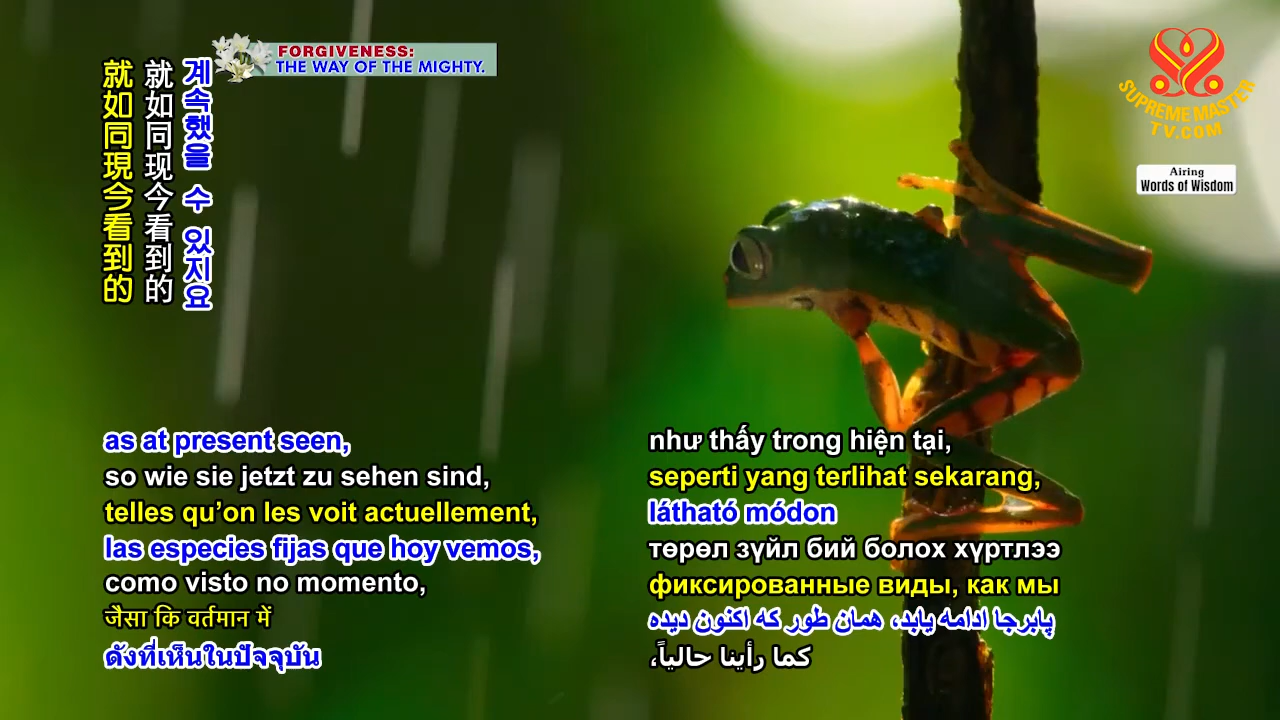 FORGIVENESS:
THE WAY OF THE MIGHTY.
SUPREME MASTER
TV.COM
Airing
Words of Wisdom
就如同現今看到的
就如同现今看到的
계속했을 수 있지요
as at present seen,
so wie sie jetzt zu sehen sind,
telles qu’on les voit actuellement,
las especies fijas que hoy vemos,
como visto no momento,
जैसा कि वर्तमान में
ดังที่เห็นในปัจจุบัน
như thấy trong hiện tại,
seperti yang terlihat sekarang,
látható módon
төрөл зүйл бий болох хүртлээ
фиксированные виды, как мы
پابرجا ادامه یابد، همان طور که اکنون دیده
كما رأينا حالياً،